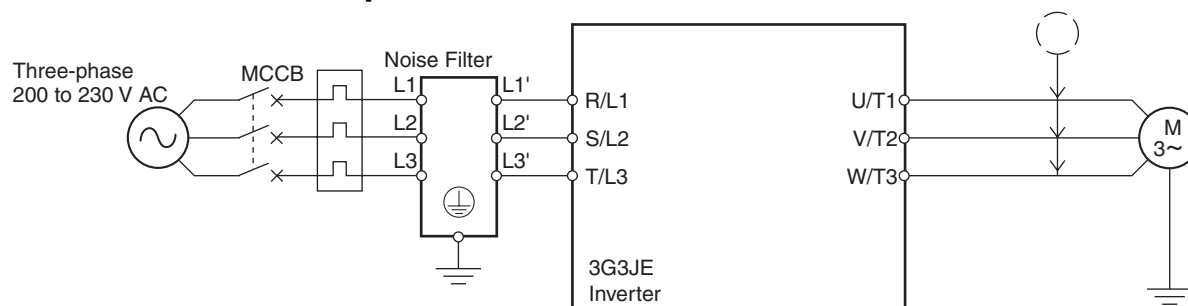 Three-phase
200 to 230 V AC
MCCB
Noise Filter
L1
L2
L3
L1'
L2'
L3'
R/L1
S/L2
T/L3
3G3JE
Inverter
U/T1
V/T2
W/T3
M
3~